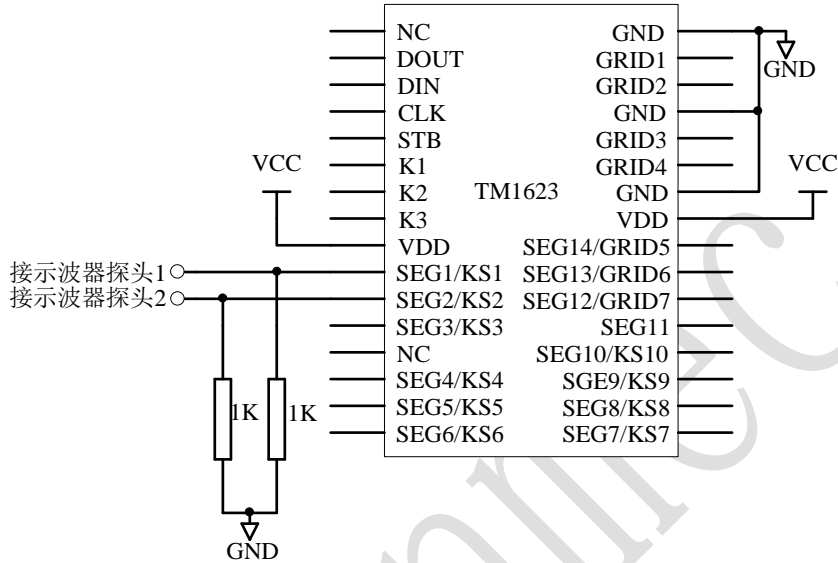 NC
DOUT
DIN
CLK
STB
K1
K2
K3
VDD
SEG1/KS1
SEG2/KS2
SEG3/KS3
NC
SEG4/KS4
SEG5/KS5
SEG6/KS6
TM1623
GND
GRID1
GRID2
GND
GRID3
GRID4
GND
VDD
SEG14/GRID5
SEG13/GRID6
SEG12/GRID7
SEG11
SEG10/KS10
SGE9/KS9
SEG8/KS8
SEG7/KS7
GND
VCC
VCC
接示波器探头1
接示波器探头2
1K
1K
GND